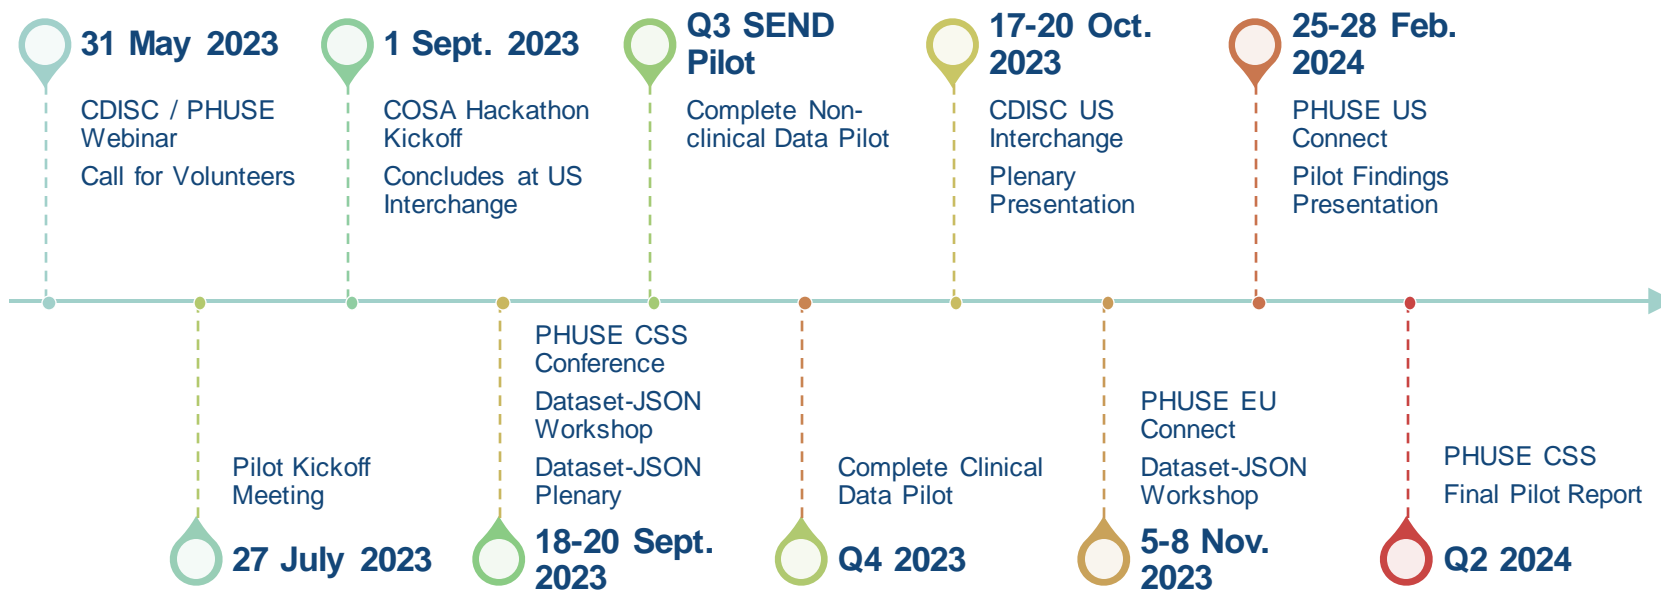 31 May 2023
CDISC / PHUSE
Webinar
Call for Volunteers
1 Sept. 2023
COSA Hackathon
Kickoff
Concludes at US
Interchange
Q3 SEND
Pilot
Complete Non-
clinical Data Pilot
17-20 Oct.
2023
CDISC US
Interchange
Plenary
Presentation
25-28 Feb.
2024
PHUSE US
Connect
Pilot Findings
Presentation
Pilot Kickoff
Meeting
27 July 2023
PHUSE CSS
Conference
Dataset-JSON
Workshop
Dataset-JSON
Plenary
18-20 Sept.
2023
Complete Clinical
Data Pilot
Q4 2023
PHUSE EU
Connect
Dataset-JSON
Workshop
5-8 Nov.
2023
PHUSE CSS
Final Pilot Report
Q2 2024